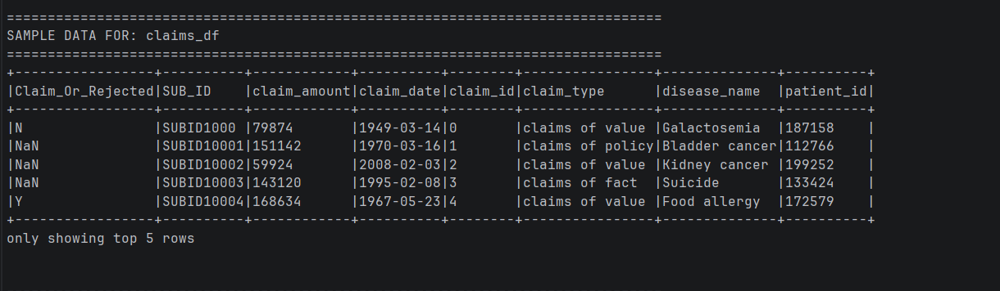 ================================================================================
SAMPLE DATA FOR: claims_df
================================================================================
+-----------------+----------+------------+----------+--------+----------------+--------------+----------+
|Claim_Or_Rejected|SUB_ID    |claim_amount|claim_date|claim_id|claim_type      |disease_name  |patient_id|
+-----------------+----------+------------+----------+--------+----------------+--------------+----------+
|N                |SUBID1000 |79874       |1949-03-14|0       |claims of value |Galactosemia  |187158    |
|NaN              |SUBID10001|151142      |1970-03-16|1       |claims of policy|Bladder cancer|112766    |
|NaN              |SUBID10002|59924       |2008-02-03|2       |claims of value |Kidney cancer |199252    |
|NaN              |SUBID10003|143120      |1995-02-08|3       |claims of fact  |Suicide       |133424    |
|Y                |SUBID10004|168634      |1967-05-23|4       |claims of value |Food allergy  |172579    |
+-----------------+----------+------------+----------+--------+----------------+--------------+----------+
only showing top 5 rows